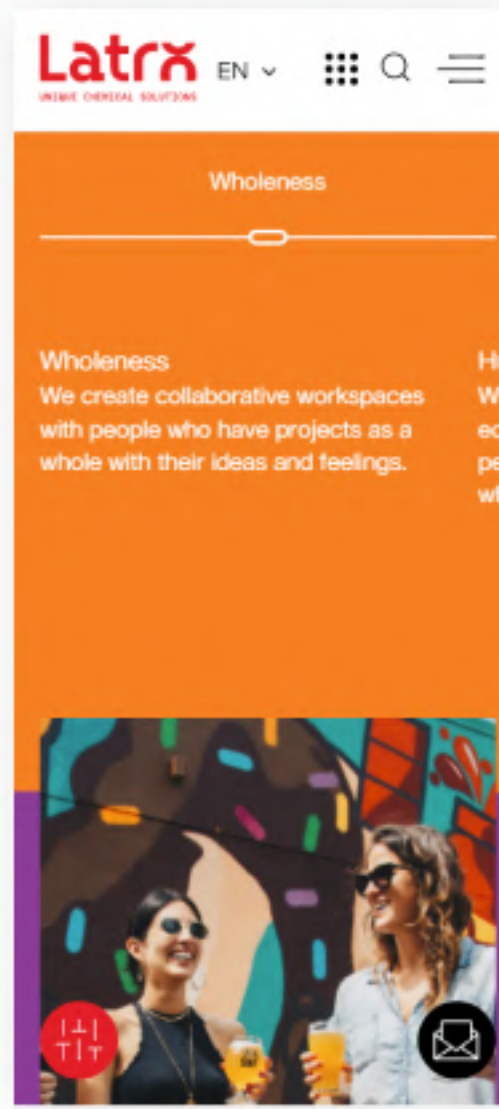 Latrx
UNIQUE CHEMICAL SOLUTIONS
EN
Wholeness
Wholeness
We create collaborative workspaces
with people who have projects as a
whole with their ideas and feelings.